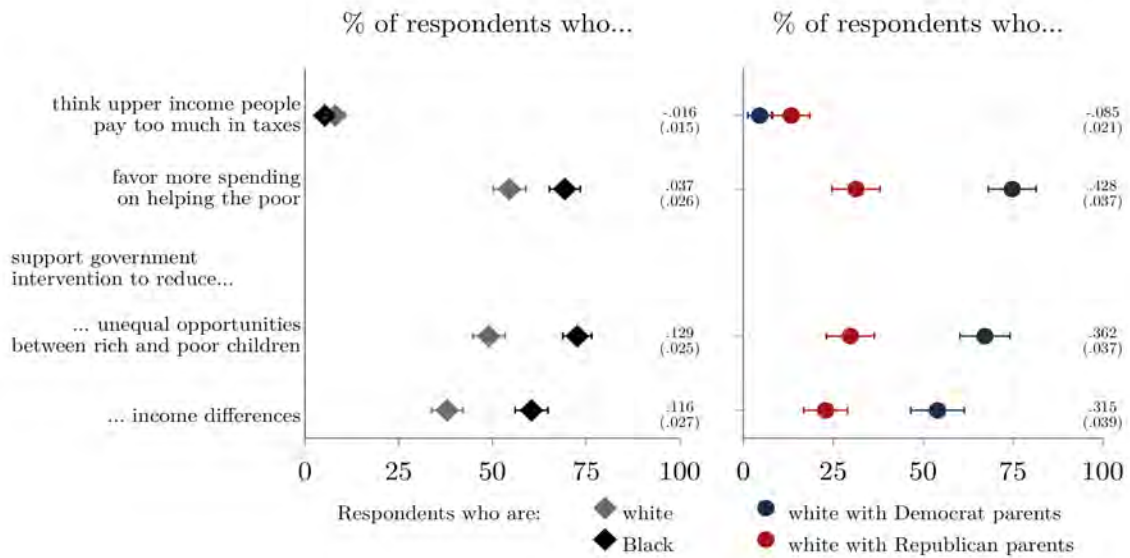 % of respondents who...
% of respondents who...
think upper income people
pay too much in taxes
-.016
(.015)
-.085
(.021)
favor more spending
on helping the poor
.037
(.026)
.428
(.037)
support government
intervention to reduce...
... unequal opportunities
between rich and poor children
.129
(.025)
.362
(.037)
... income differences
.116
(.027)
.315
(.039)
0 25 50 75 100
0 25 50 75 100
Respondents who are:
white
Black
white with Democrat parents
white with Republican parents